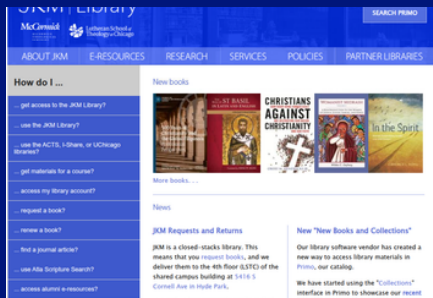 JKM Library
SEARCH PRIMO
McCormick
Lutheran School of
Theology at Chicago
ABOUT JKM
E-RESOURCES
RESEARCH
SERVICES
POLICIES
PARTNER LIBRARIES
How do I ...
... get access to the JKM Library?
... use the JKM Library?
... use the ACTS, I-Share, or UChicago
libraries?
... get materials for a course?
... access my library account?
... request a book?
... renew a book?
... find a journal article?
... use Alta Scripture Search?
... access alumni e-resources?
New books
ST BASIL
CHRISTIANS
AGAINST
CHRISTIANITY
In the Spirit
More books. ...
News
JKM Requests and Returns
JKM is a closed-stacks library. This
means that you request books, and we
deliver them to the 4th floor (LSTC) of the
shared campus building at 5416 S
Cornell Ave in Hyde Park.
New "New Books and Collections"
Our library software vendor has created a
new way to access library materials in
Primo, our catalog.
We have started using the "Collections"
interface in Primo to showcase our recent